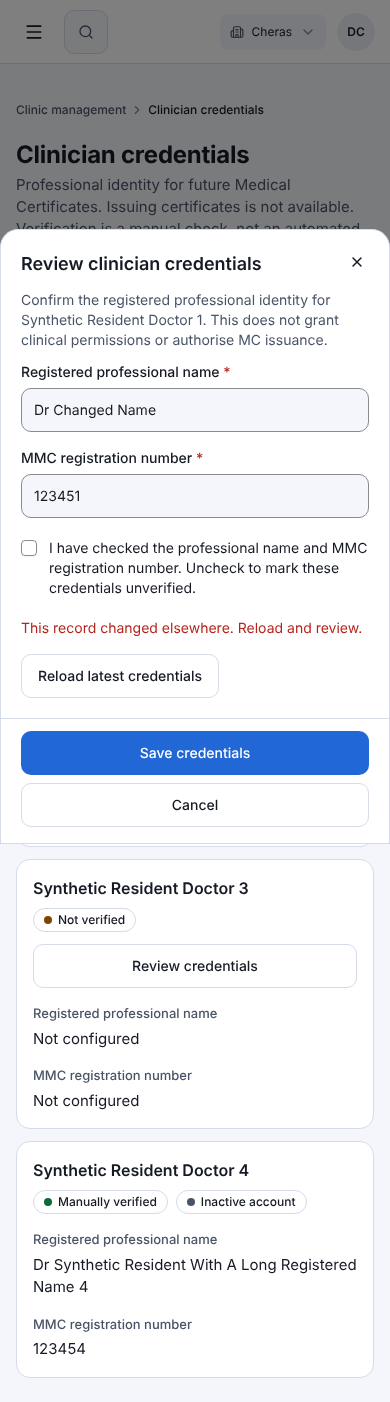 Cheras
DC
Clinic management
Clinician credentials
Clinician credentials
Professional identity for future Medical
Certificates. Issuing certificates is not available.
Verification is a manual check, not an automated
Review clinician credentials
Confirm the registered professional identity for
Synthetic Resident Doctor 1. This does not grant
clinical permissions or authorise MC issuance.
Registered professional name *
Dr Changed Name
MMC registration number *
123451
I have checked the professional name and MMC
registration number. Uncheck to mark these
credentials unverified.
This record changed elsewhere. Reload and review.
Reload latest credentials
Save credentials
Cancel
Synthetic Resident Doctor 3
Not verified
Review credentials
Registered professional name
Not configured
MMC registration number
Not configured
Synthetic Resident Doctor 4
Manually verified
Inactive account
Registered professional name
Dr Synthetic Resident With A Long Registered
Name 4
MMC registration number
123454